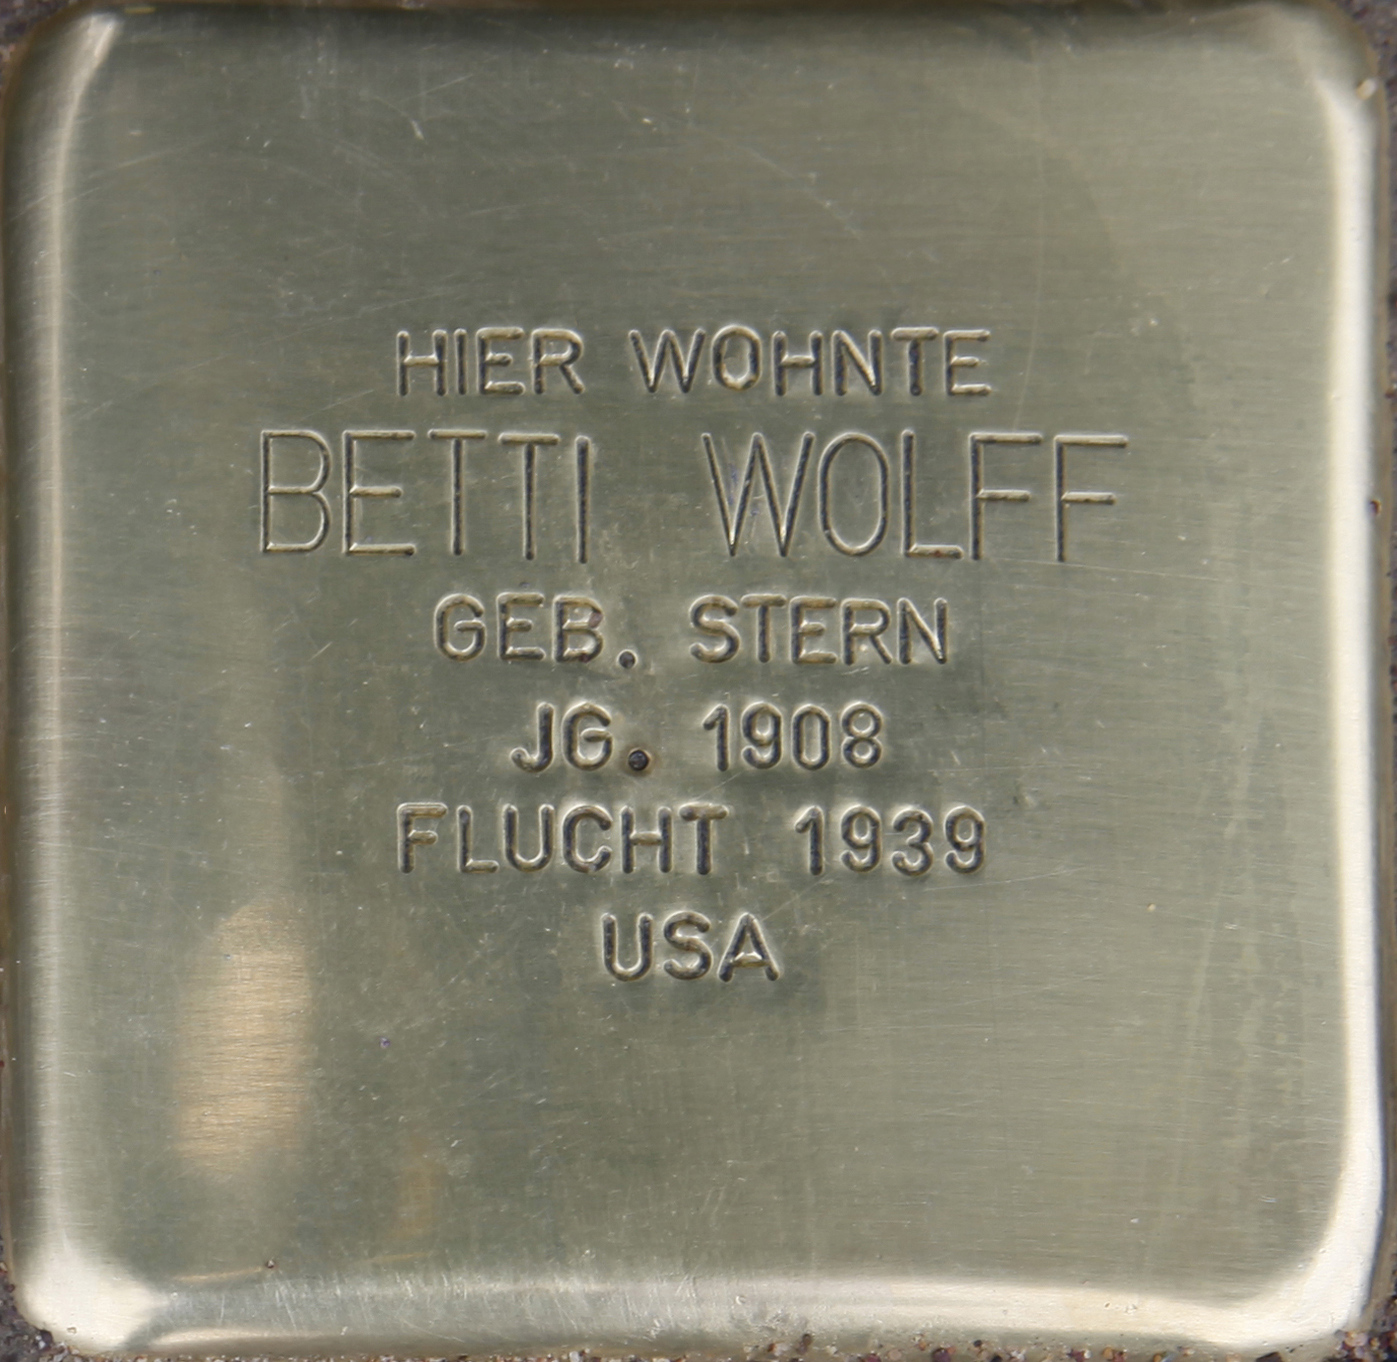 HIER WOHNTE
BETTI WOLFF
GEB. STERN
JG. 1908
FLUCHT 1939
USA